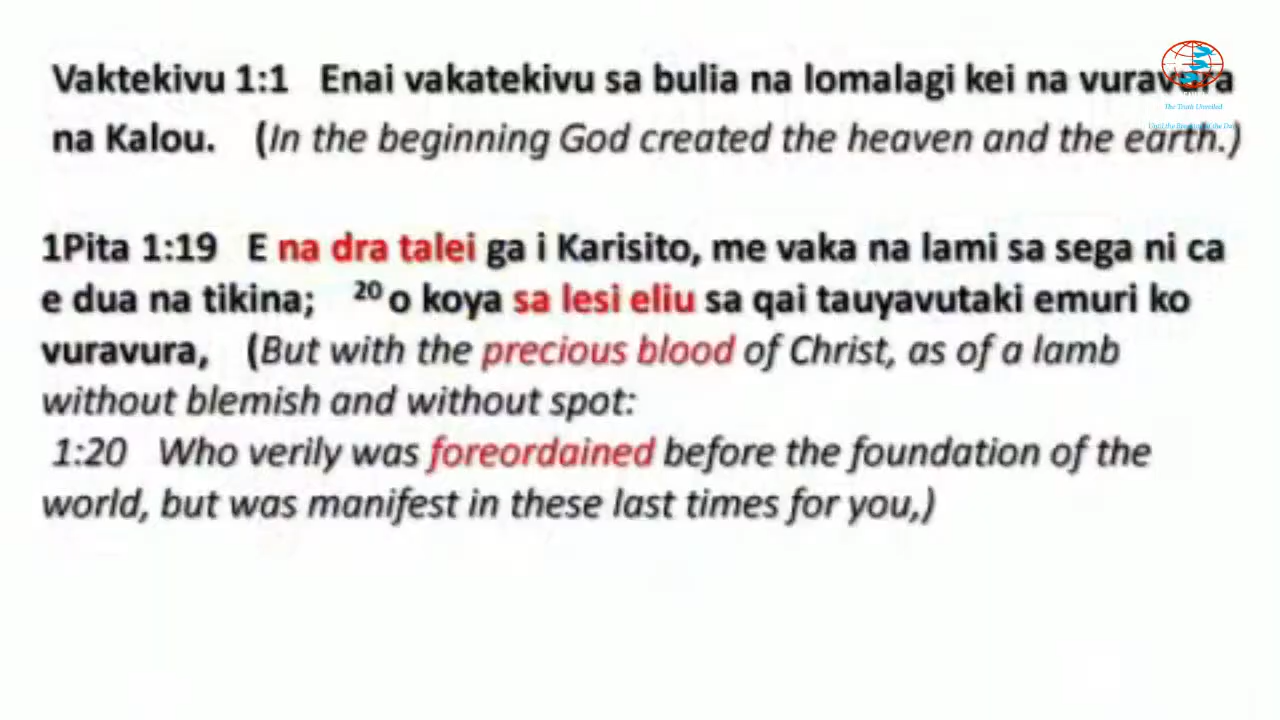 Vaktekivu 1:1 Enai vakatekivu sa bulia na lomalagi kei na vuravura
na Kalou. (In the beginning God created the heaven and the earth.)
The Truth Unveiled
1Pita 1:19 E na dra talei ga i Karisito, me vaka na lami sa sega ni ca
e dua na tikina; 20 o koya sa lesi eliu sa qai tauyavutaki emuri ko
vuravura, (But with the precious blood of Christ, as of a lamb
without blemish and without spot:
1:20 Who verily was foreordained before the foundation of the
world, but was manifest in these last times for you,)